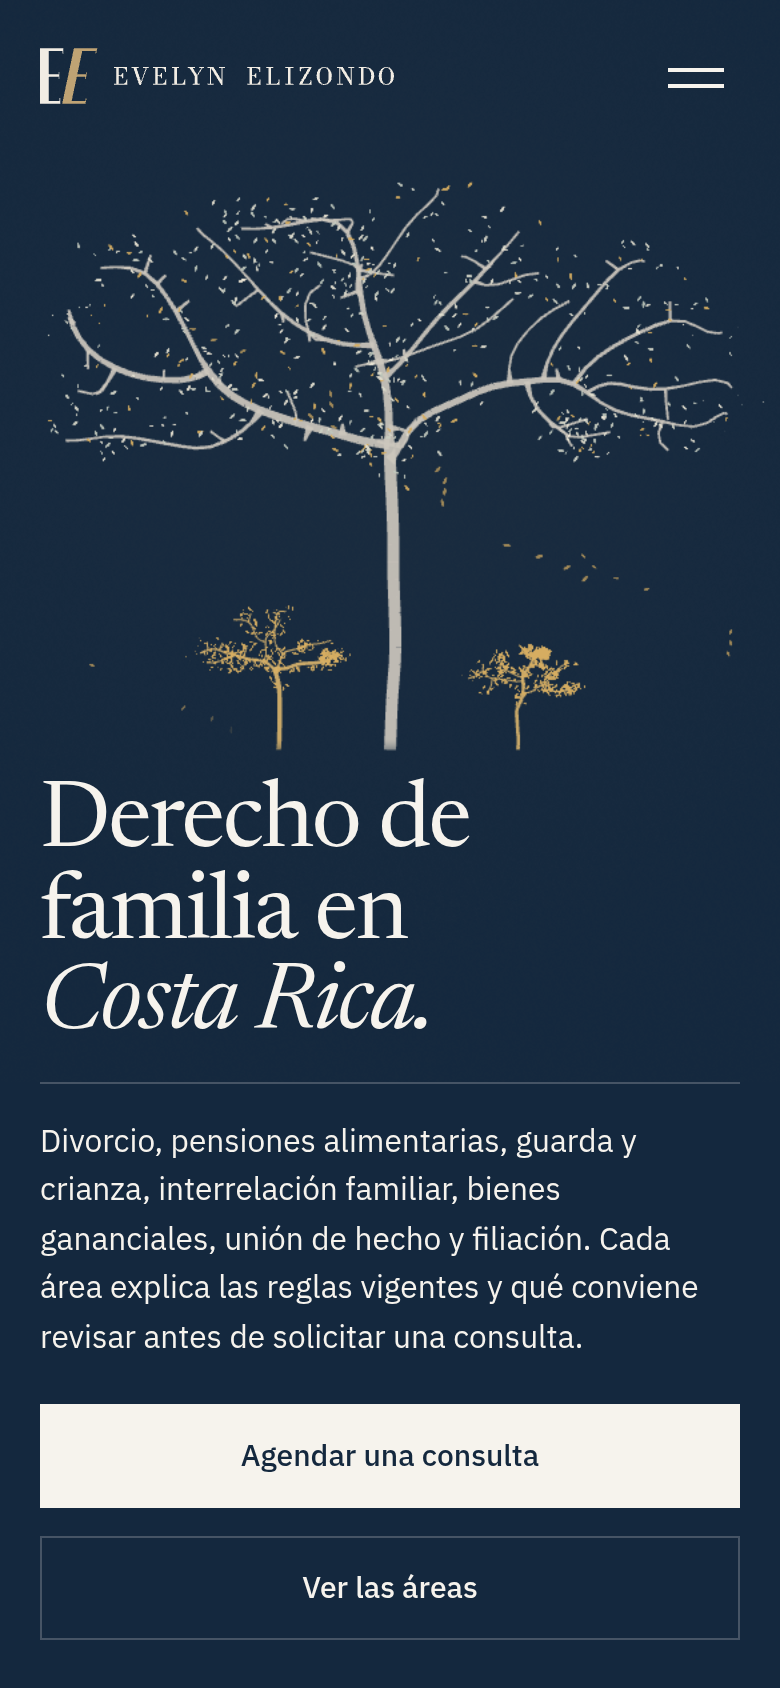 EE EVELYN ELIZONDO
Derecho de
familia en
Costa Rica.
Divorcio, pensiones alimentarias, guarda y
crianza, interrelación familiar, bienes
gananciales, unión de hecho y filiación. Cada
área explica las reglas vigentes y qué conviene
revisar antes de solicitar una consulta.
Agendar una consulta
Ver las áreas